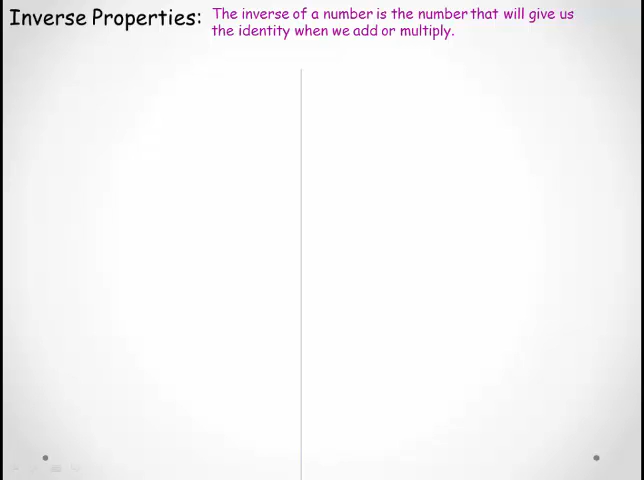 Inverse Properties:
The inverse of a number is the number that will give us
the identity when we add or multiply.